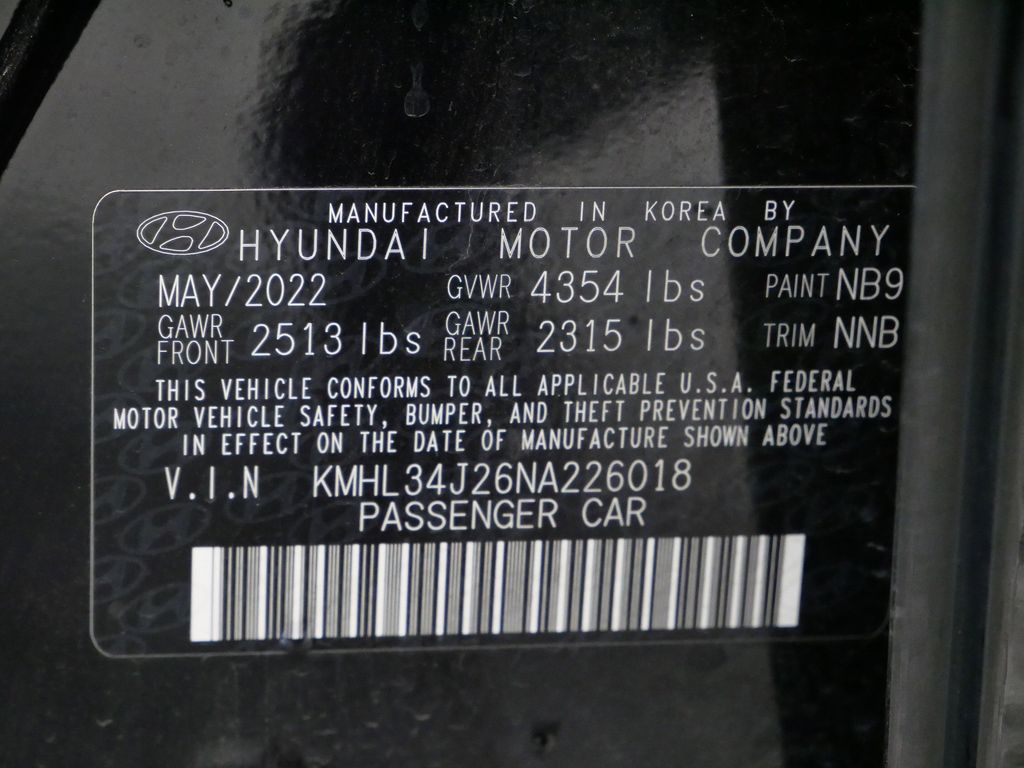 MANUFACTURED IN KOREA BY
HYUNDAI MOTOR COMPANY
MAY/2022 GVWR 4354 lbs PAINT NB9
GAWR FRONT 2513 lbs GAWR REAR 2315 lbs TRIM NNB
THIS VEHICLE CONFORMS TO ALL APPLICABLE U.S.A. FEDERAL
MOTOR VEHICLE SAFETY, BUMPER, AND THEFT PREVENTION STANDARDS
IN EFFECT ON THE DATE OF MANUFACTURE SHOWN ABOVE
V.I.N KMHL34J26NA226018
PASSENGER CAR